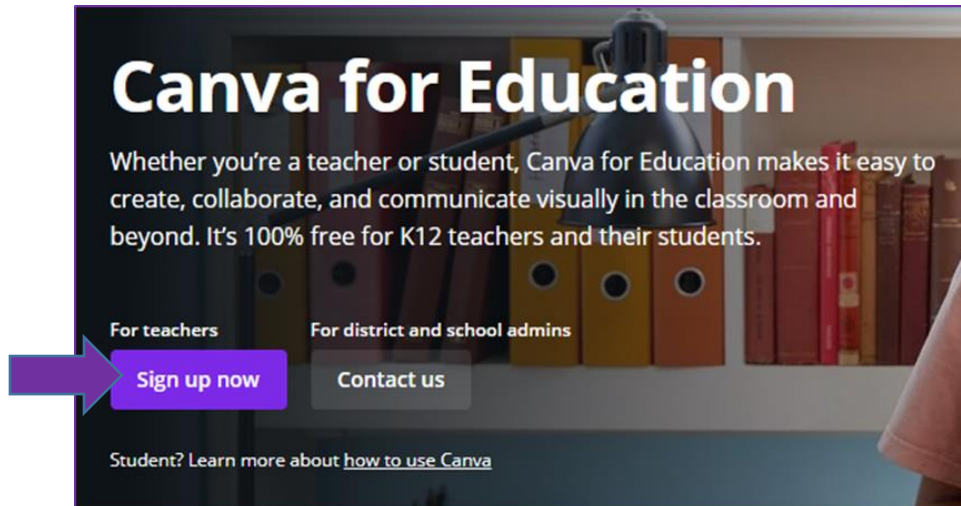 Canva for Education
Whether you’re a teacher or student, Canva for Education makes it easy to
create, collaborate, and communicate visually in the classroom and
beyond. It’s 100% free for K12 teachers and their students.
For teachers
For district and school admins
Sign up now
Contact us
Student? Learn more about how to use Canva